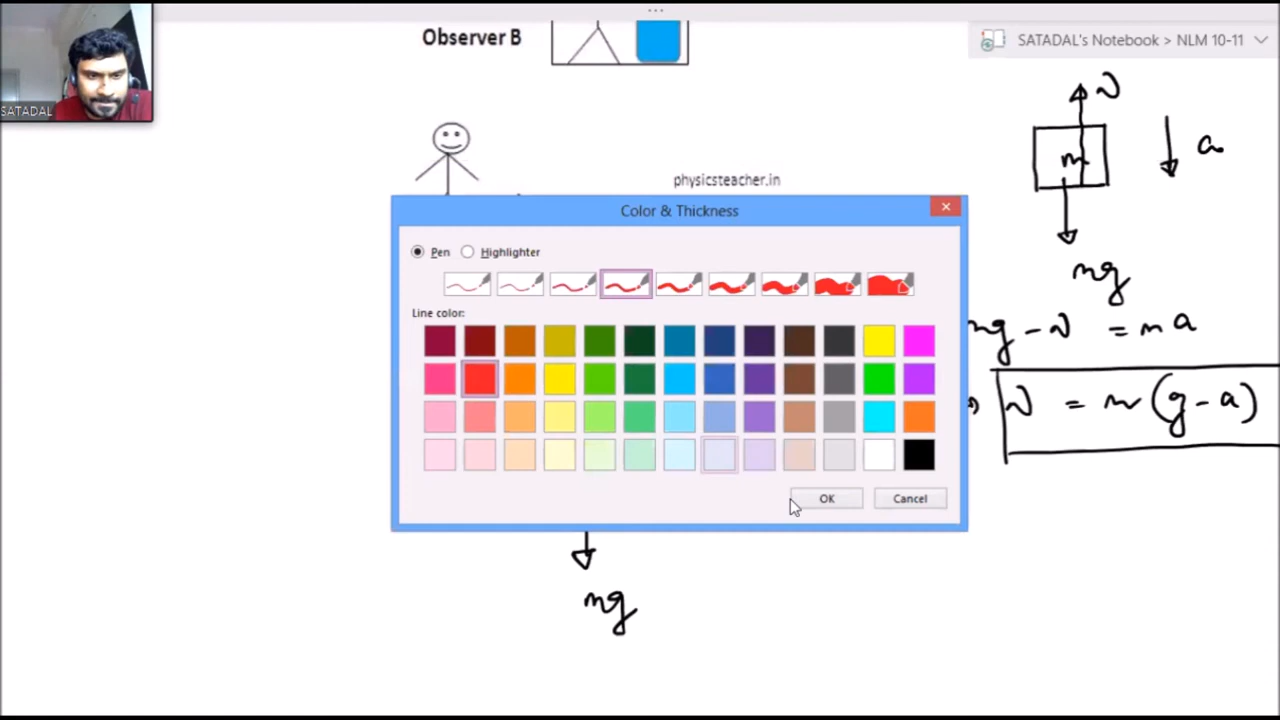 Observer B
SATADAL's Notebook > NLM 10-11
SATADAL
N
m
a
mg
physicsteacher.in
Color & Thickness
Pen
Highlighter
Line color:
OK
Cancel
mg - N = ma
N = m(g-a)
mg